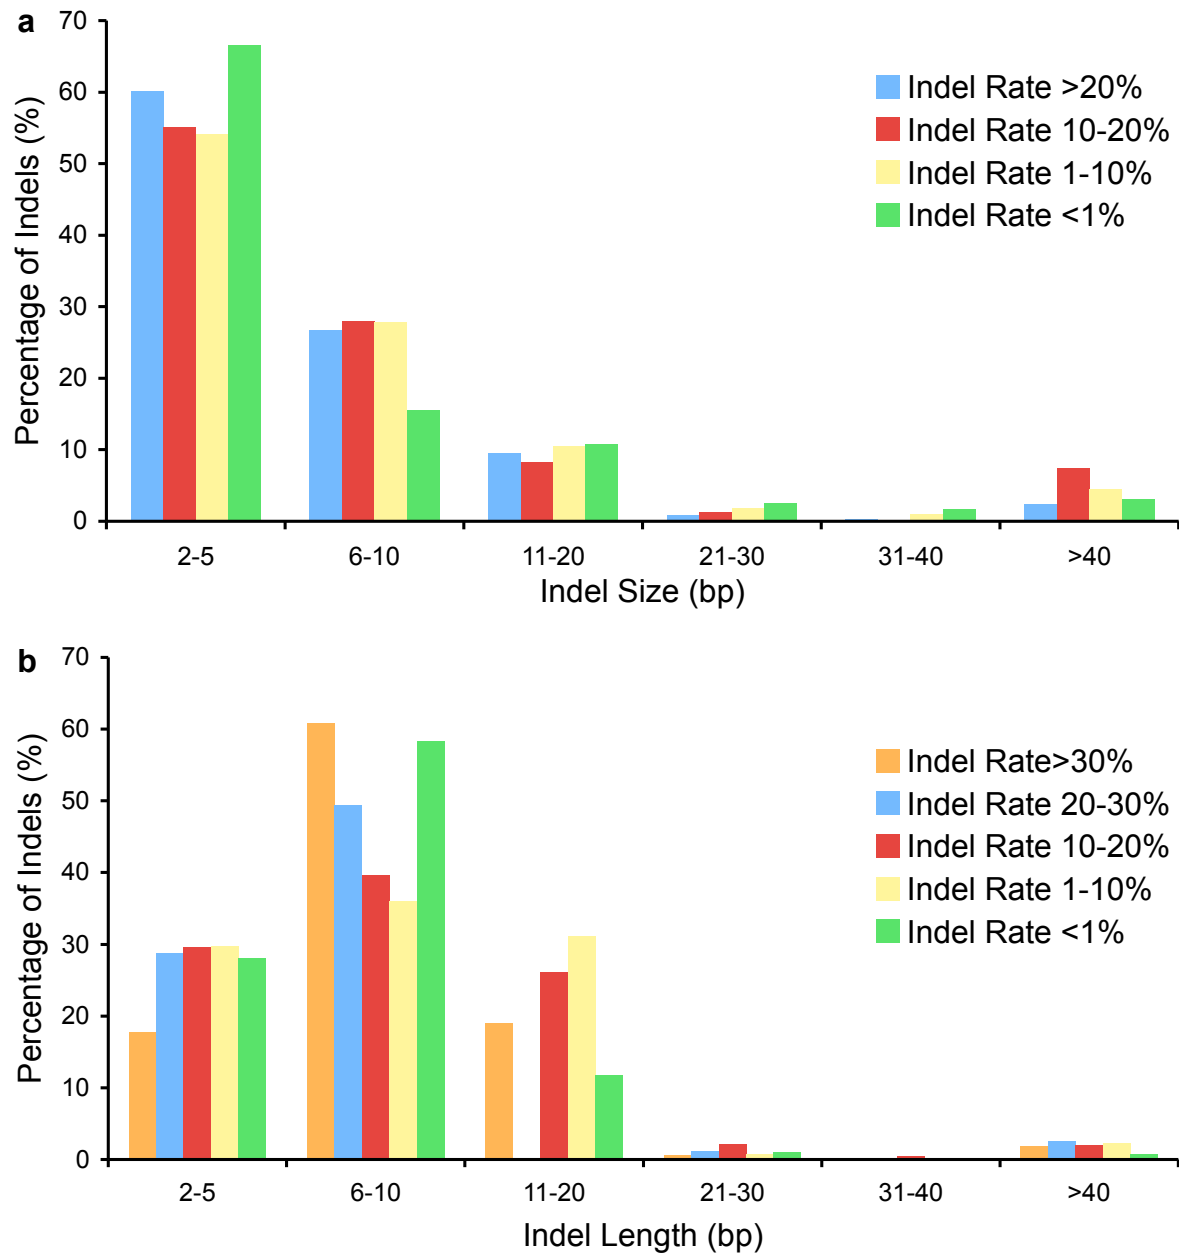 a
Percentage of Indels (%)
70
60
50
40
30
20
10
0
Indel Rate >20%
Indel Rate 10-20%
Indel Rate 1-10%
Indel Rate <1%
2-5
6-10
11-20
21-30
31-40
>40
Indel Size (bp)
b
Percentage of Indels (%)
70
60
50
40
30
20
10
0
Indel Rate>30%
Indel Rate 20-30%
Indel Rate 10-20%
Indel Rate 1-10%
Indel Rate <1%
2-5
6-10
11-20
21-30
31-40
>40
Indel Length (bp)